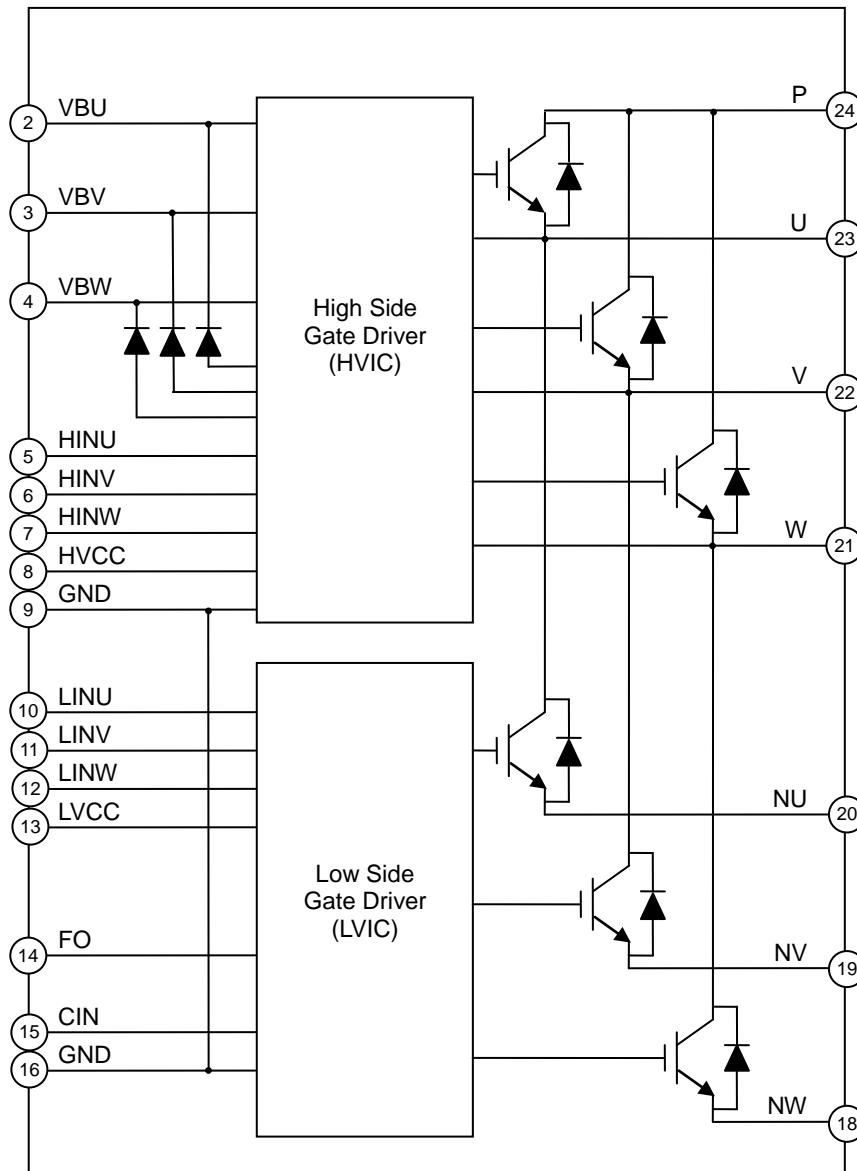 2 VBU
3 VBV
4 VBW
5 HINU
6 HINV
7 HINW
8 HVCC
9 GND
10 LINU
11 LINV
12 LINW
13 LVCC
14 FO
15 CIN
16 GND
High Side
Gate Driver
(HVIC)
Low Side
Gate Driver
(LVIC)
P 24
U 23
V 22
W 21
NU 20
NV 19
NW 18